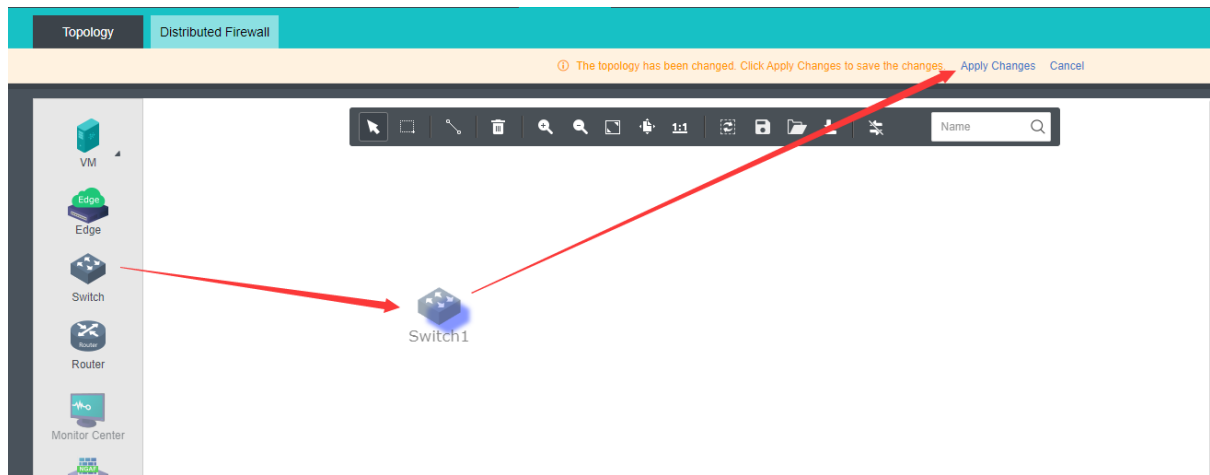 Topology
Distributed Firewall
The topology has been changed. Click Apply Changes to save the changes. Apply Changes Cancel
1:1
Name
VM
Edge
Edge
Switch
Switch1
Router
Router
Monitor Center
NGAF